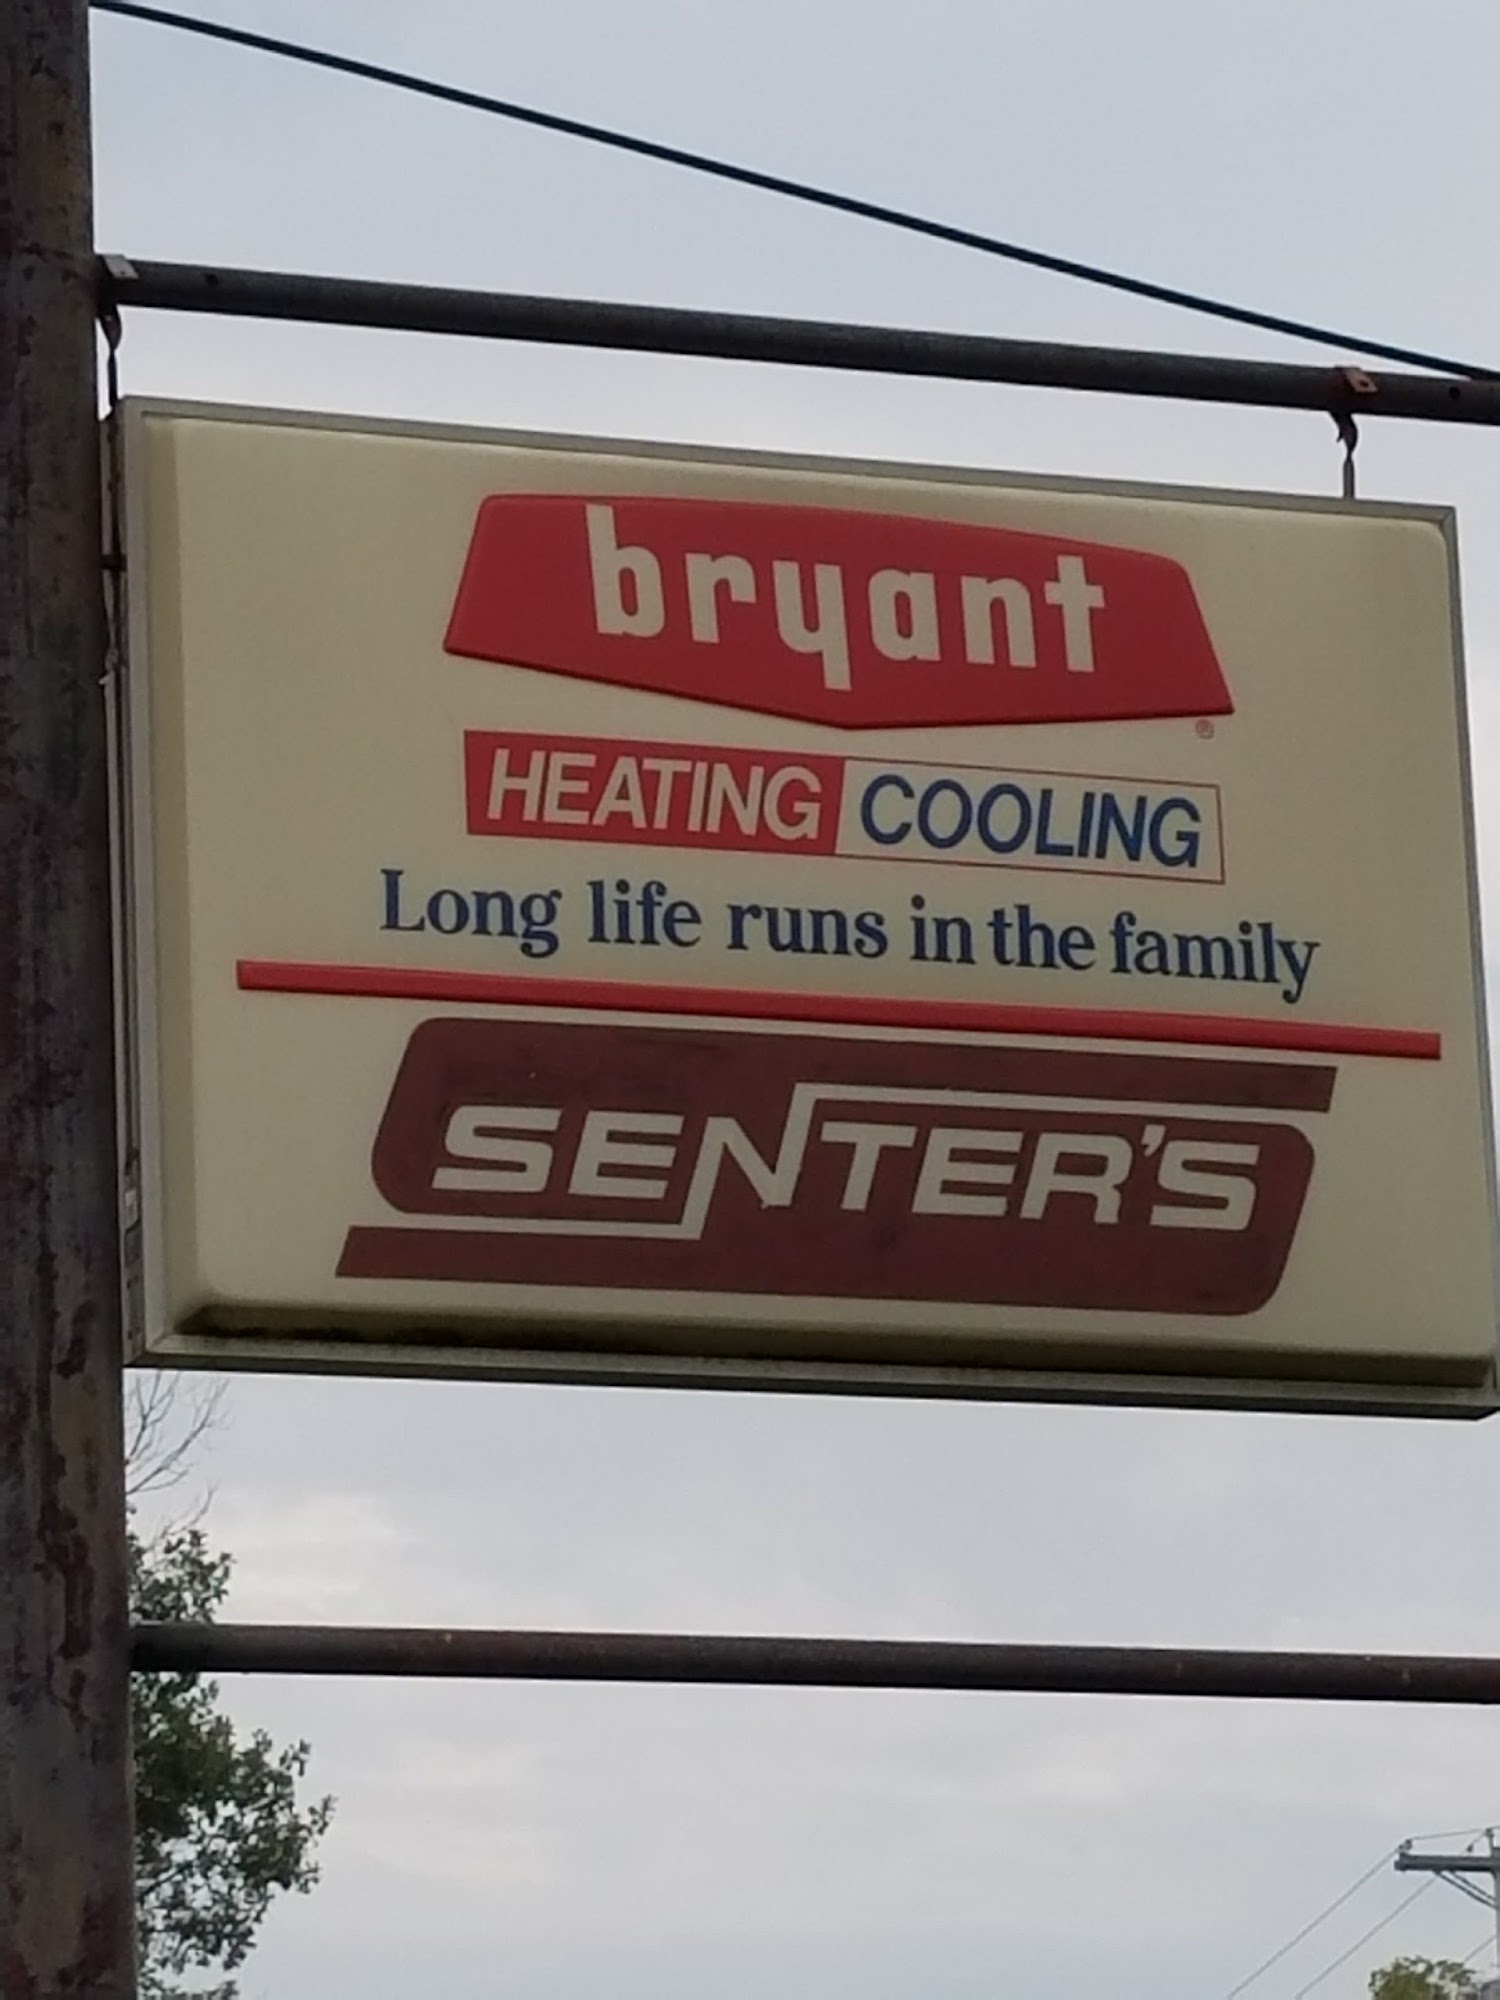 bryant
®
HEATING COOLING
Long life runs in the family
SENTER'S